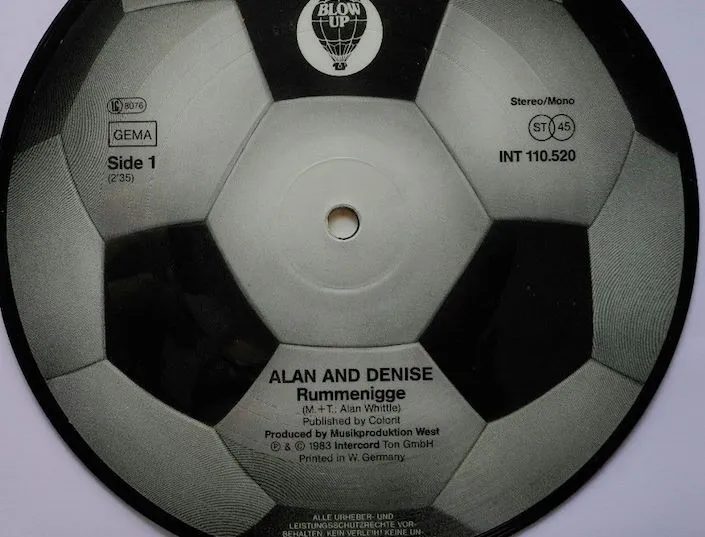 BLOW
UP
LC 8076
GEMA
Side 1
(2'35)
Stereo/Mono
ST 45
INT 110.520
ALAN AND DENISE
Rummenigge
(M.+T.: Alan Whittle)
Published by Colorit
Produced by Musikproduktion West
Ⓟ & © 1983 Intercord Ton GmbH
Printed in W. Germany
ALLE URHEBER- UND
LEISTUNGSSCHUTZRECHTE VOR-
BEHALTEN. KEIN VERLEIH! KEINE UN-